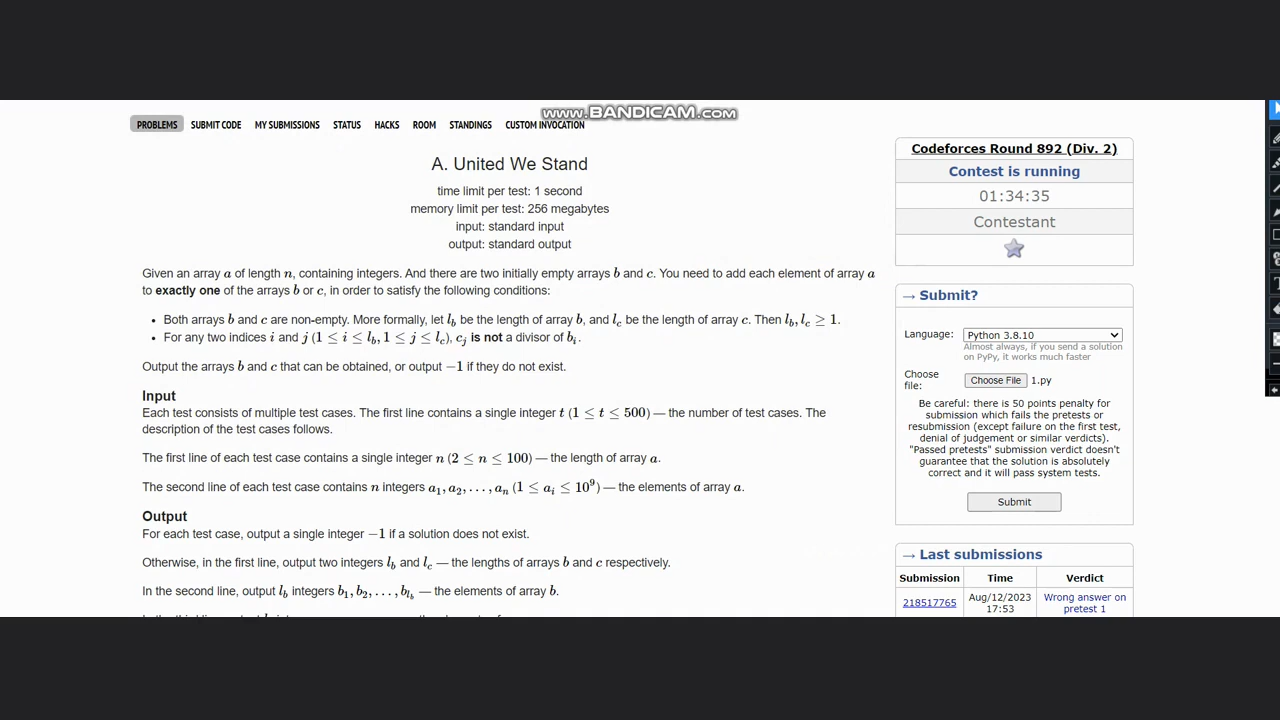 www.BANDICAM.com
PROBLEMS SUBMIT CODE MY SUBMISSIONS STATUS HACKS ROOM STANDINGS CUSTOM INVOCATION
A. United We Stand
time limit per test: 1 second
memory limit per test: 256 megabytes
input: standard input
output: standard output
Given an array a of length n, containing integers. And there are two initially empty arrays b and c. You need to add each element of array a
to exactly one of the arrays b or c, in order to satisfy the following conditions:
• Both arrays b and c are non-empty. More formally, let l_b be the length of array b, and l_c be the length of array c. Then l_b, l_c ≥ 1.
• For any two indices i and j (1 ≤ i ≤ l_b, 1 ≤ j ≤ l_c), c_j is not a divisor of b_i.
Output the arrays b and c that can be obtained, or output −1 if they do not exist.
Input
Each test consists of multiple test cases. The first line contains a single integer t (1 ≤ t ≤ 500) — the number of test cases. The
description of the test cases follows.
The first line of each test case contains a single integer n (2 ≤ n ≤ 100) — the length of array a.
The second line of each test case contains n integers a_1, a_2, …, a_n (1 ≤ a_i ≤ 10^9) — the elements of array a.
Output
For each test case, output a single integer −1 if a solution does not exist.
Otherwise, in the first line, output two integers l_b and l_c — the lengths of arrays b and c respectively.
In the second line, output l_b integers b_1, b_2, …, b_{l_b} — the elements of array b.
Codeforces Round 892 (Div. 2)
Contest is running
01:34:35
Contestant
→ Submit?
Language: Python 3.8.10
Almost always, if you send a solution
on PyPy, it works much faster
Choose
file: Choose File 1.py
Be careful: there is 50 points penalty for
submission which fails the pretests or
resubmission (except failure on the first test,
denial of judgement or similar verdicts).
"Passed pretests" submission verdict doesn't
guarantee that the solution is absolutely
correct and it will pass system tests.
Submit
→ Last submissions
Submission Time Verdict
218517765 Aug/12/2023 17:53 Wrong answer on pretest 1